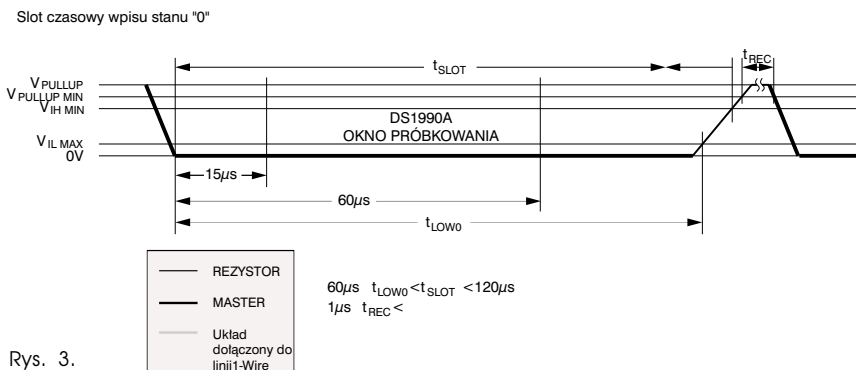 Slot czasowy wpisu stanu "0"
tSLOT
tREC
VPULLUP
VPULLUP MIN
VIH MIN
DS1990A
OKNO PRÓBKOWANIA
VIL MAX
0V
15µs
60µs
tLOW0
REZYSTOR
MASTER
Układ
dołączony do
linii1-Wire
60µs tLOW0<tSLOT <120µs
1µs tREC<
Rys. 3.